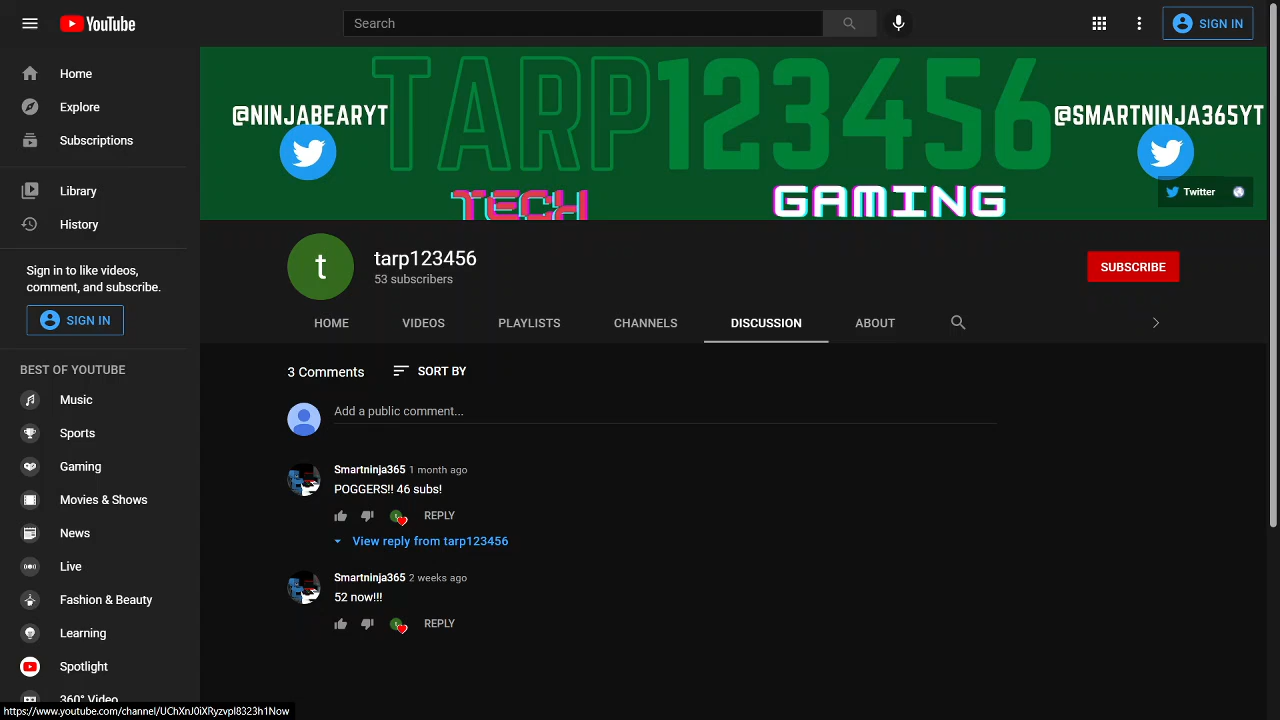 YouTube
Search
SIGN IN
Home
Explore
Subscriptions
Library
History
Sign in to like videos,
comment, and subscribe.
SIGN IN
BEST OF YOUTUBE
Music
Sports
Gaming
Movies & Shows
News
Live
Fashion & Beauty
Learning
Spotlight
360° Video
@NINJABEARYT
TARP123456
@SMARTNINJA365YT
TECH
GAMING
Twitter
t
tarp123456
53 subscribers
SUBSCRIBE
HOME
VIDEOS
PLAYLISTS
CHANNELS
DISCUSSION
ABOUT
3 Comments
SORT BY
Add a public comment...
Smartninja365 1 month ago
POGGERS!! 46 subs!
REPLY
View reply from tarp123456
Smartninja365 2 weeks ago
52 now!!!
REPLY
https://www.youtube.com/channel/UChXnJ0iXRyzvpl8323h1Now